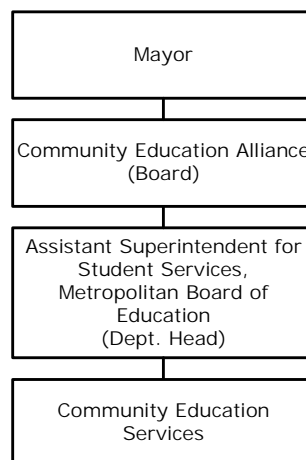 Mayor
Community Education Alliance
(Board)
Assistant Superintendent for
Student Services,
Metropolitan Board of
Education
(Dept. Head)
Community Education
Services